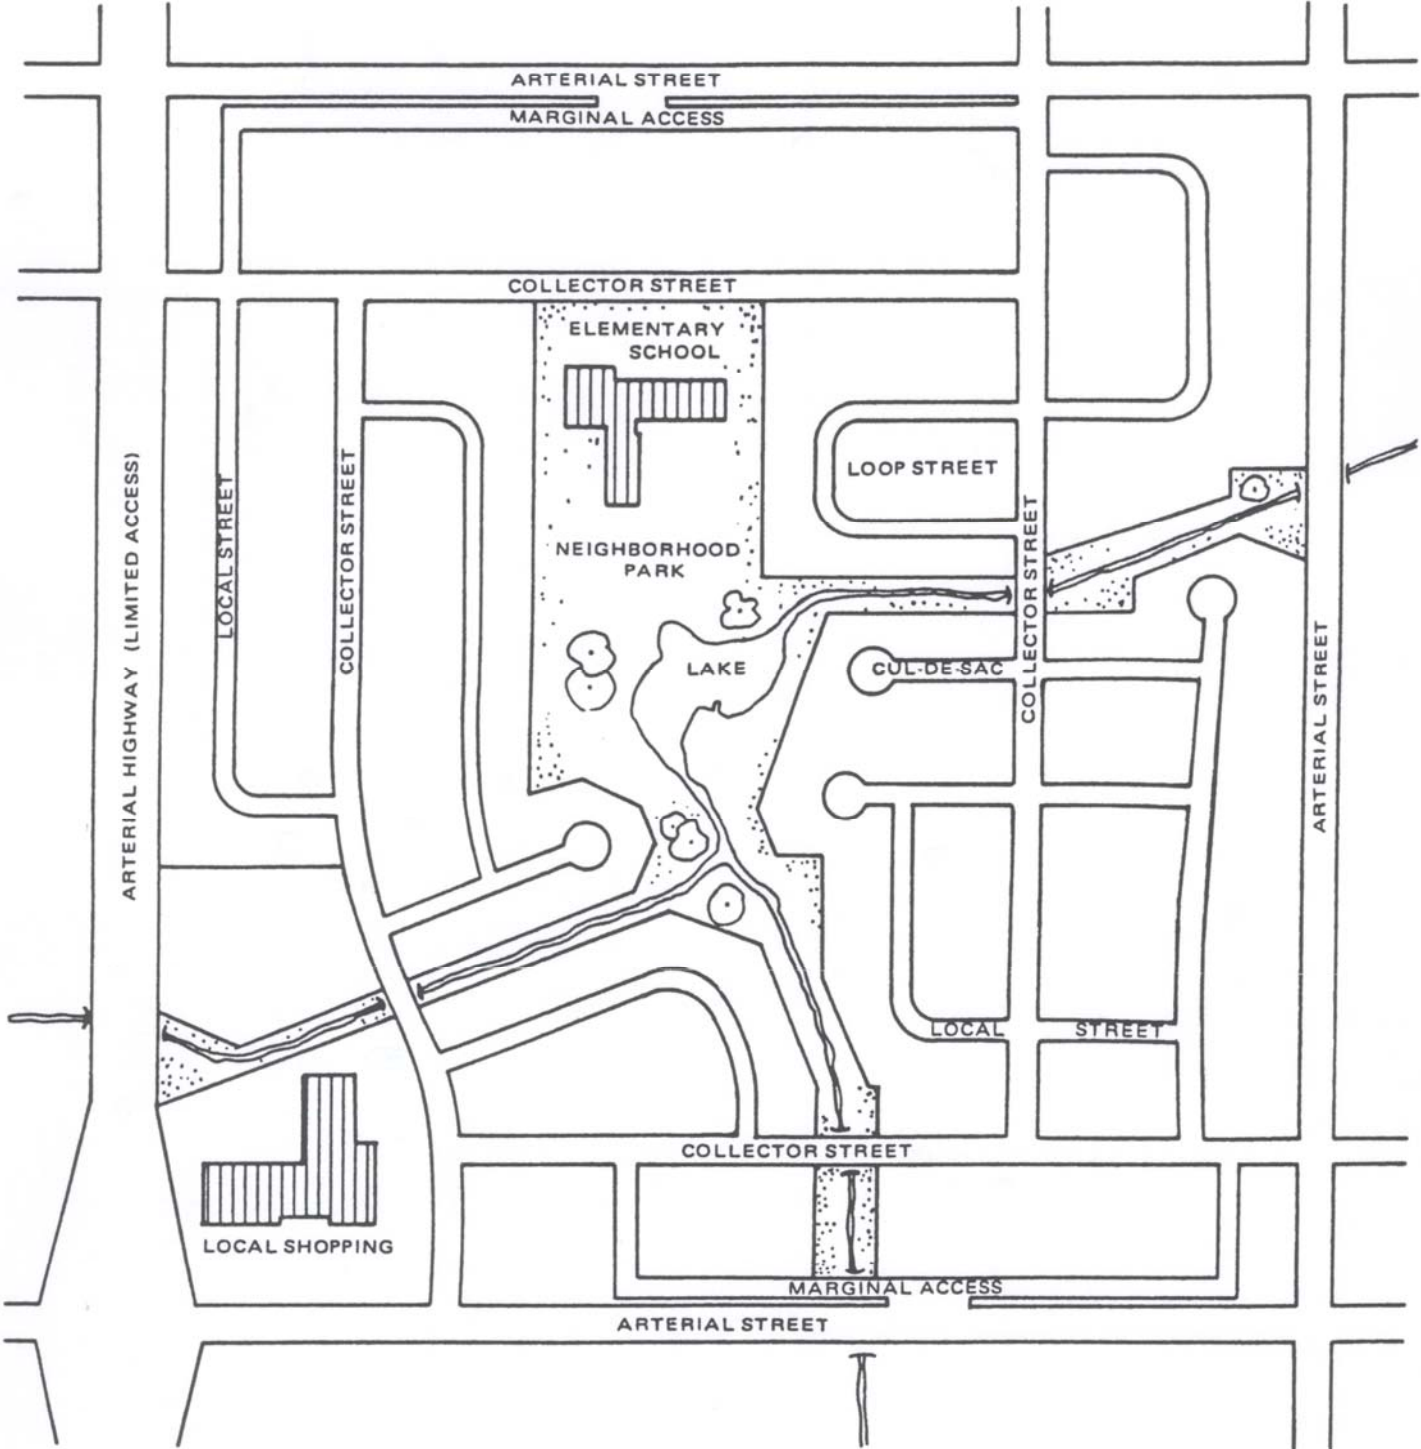 ARTERIAL STREET
MARGINAL ACCESS
COLLECTOR STREET
ELEMENTARY
SCHOOL
ARTERIAL HIGHWAY (LIMITED ACCESS)
LOCAL STREET
COLLECTOR STREET
LOOP STREET
NEIGHBORHOOD
PARK
COLLECTOR STREET
LAKE
CUL-DE-SAC
ARTERIAL STREET
LOCAL STREET
COLLECTOR STREET
LOCAL SHOPPING
MARGINAL ACCESS
ARTERIAL STREET